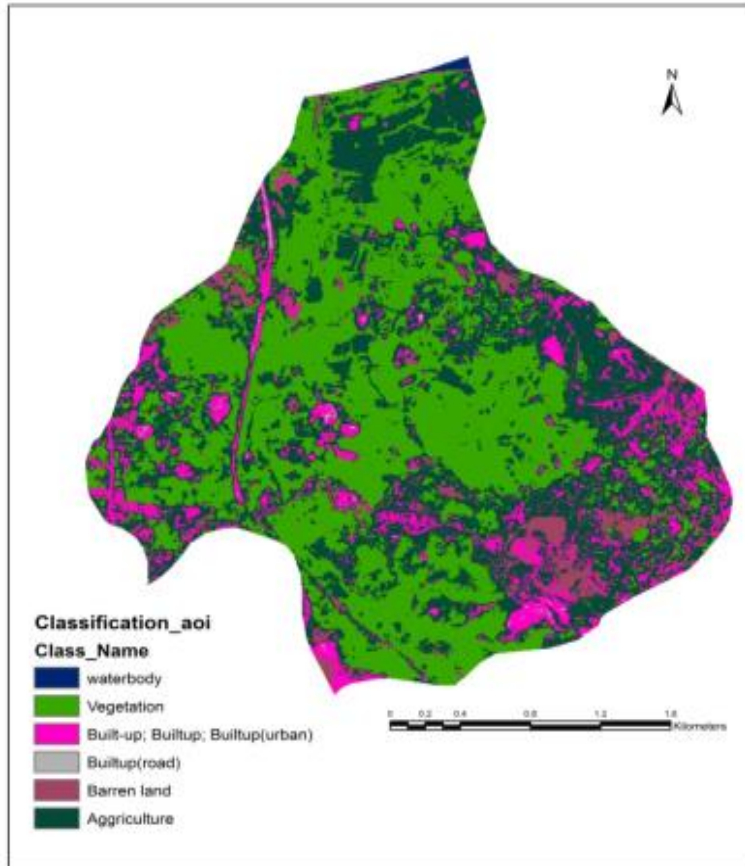 N
Classification_aoi
Class_Name
waterbody
Vegetation
Built-up; Builtup; Builtup(urban)
Builtup(road)
Barren land
Aggriculture
0 0.2 0.4 0.8 1.2 1.6
Kilometers